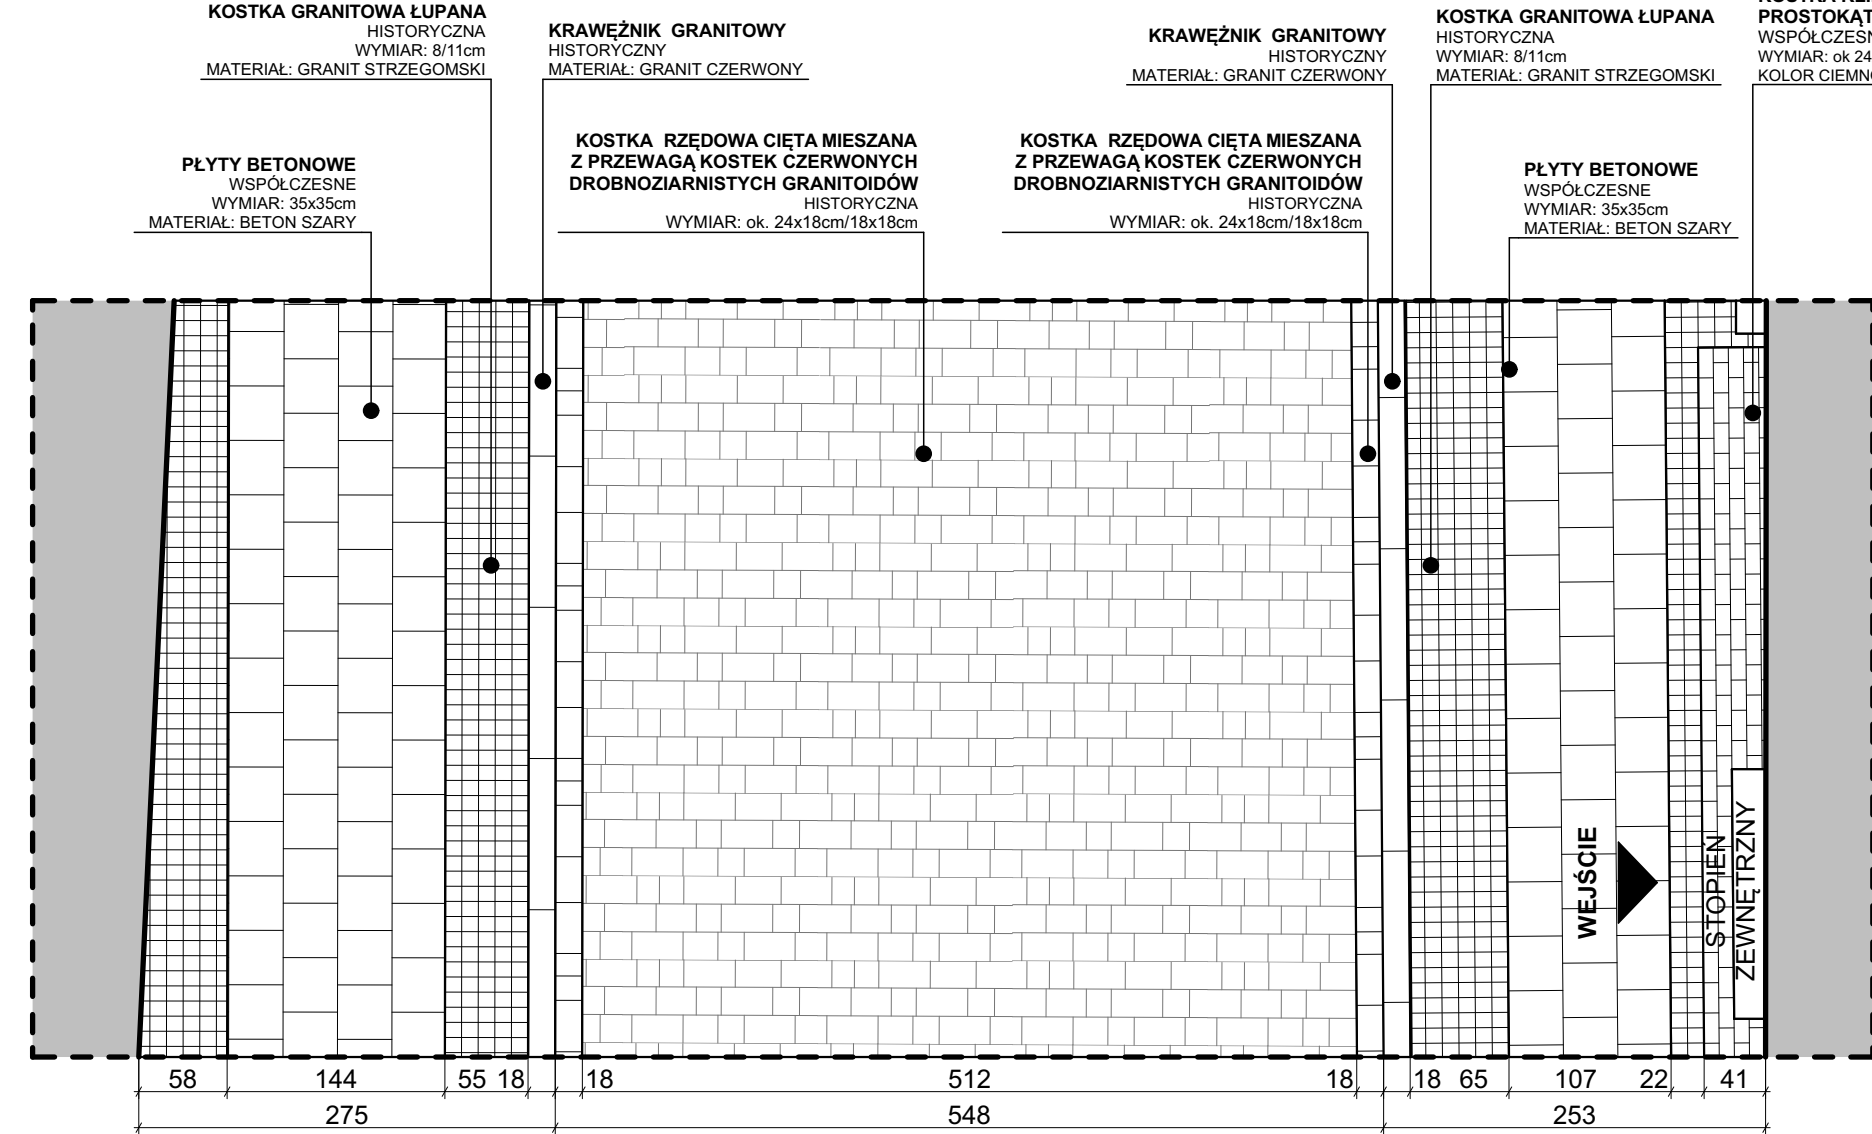 KOSTKA GRANITOWA ŁUPANA
HISTORYCZNA
WYMIAR: 8/11cm
MATERIAŁ: GRANIT STRZEGOMSKI
KRAWĘŻNIK GRANITOWY
HISTORYCZNY
MATERIAŁ: GRANIT CZERWONY
KRAWĘŻNIK GRANITOWY
HISTORYCZNY
MATERIAŁ: GRANIT CZERWONY
KOSTKA GRANITOWA ŁUPANA
HISTORYCZNA
WYMIAR: 8/11cm
MATERIAŁ: GRANIT STRZEGOMSKI
WYMIAR: ok 24
PŁYTY BETONOWE
WSPÓŁCZESNE
WYMIAR: 35x35cm
MATERIAŁ: BETON SZARY
KOSTKA RZĘDOWA CIĘTA MIESZANA
Z PRZEWAGĄ KOSTEK CZERWONYCH
DROBNOZIARNISTYCH GRANITOIDÓW
HISTORYCZNA
WYMIAR: ok. 24x18cm/18x18cm
KOSTKA RZĘDOWA CIĘTA MIESZANA
Z PRZEWAGĄ KOSTEK CZERWONYCH
DROBNOZIARNISTYCH GRANITOIDÓW
HISTORYCZNA
WYMIAR: ok. 24x18cm/18x18cm
PŁYTY BETONOWE
WSPÓŁCZESNE
WYMIAR: 35x35cm
MATERIAŁ: BETON SZARY
WEJŚCIE
STOPIEŃ
ZEWNĘTRZNY
58 144 55 18 18 512 18 18 65 107 22 41
275 548 253